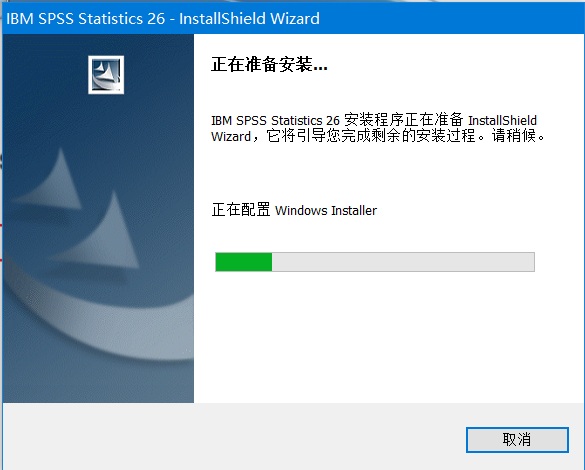 IBM SPSS Statistics 26 - InstallShield Wizard
正在准备安装...
IBM SPSS Statistics 26 安装程序正在准备 InstallShield
Wizard，它将引导您完成剩余的安装过程。请稍候。
正在配置 Windows Installer
取消